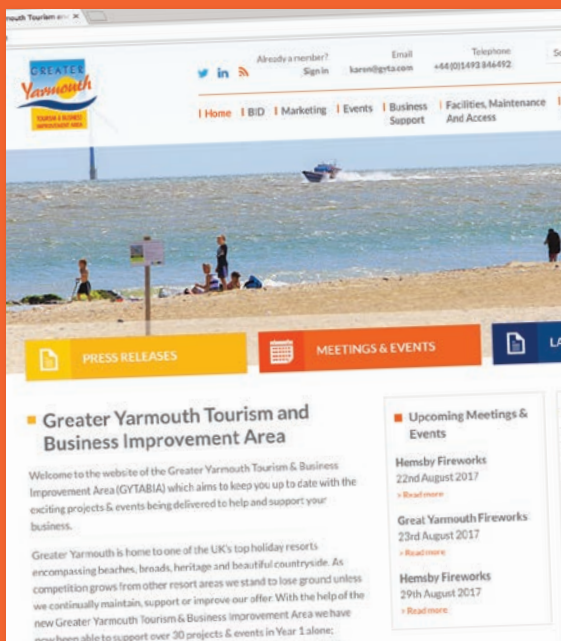 GREATER
Yarmouth
TOURISM & BUSINESS
IMPROVEMENT AREA
Already a member?
Sign in
Email
karen@gyta.com
Telephone
+44 (0)1493 846492
Home
BID
Marketing
Events
Business
Support
Facilities, Maintenance
And Access
PRESS RELEASES
MEETINGS & EVENTS
Greater Yarmouth Tourism and
Business Improvement Area
Welcome to the website of the Greater Yarmouth Tourism & Business
Improvement Area (GYTABIA) which aims to keep you up to date with the
exciting projects & events being delivered to help and support your
business.
Greater Yarmouth is home to one of the UK's top holiday resorts
encompassing beaches, broads, heritage and beautiful countryside. As
competition grows from other resort areas we stand to lose ground unless
we continually maintain, support or improve our offer. With the help of the
new Greater Yarmouth Tourism & Business Improvement Area we have
now been able to support over 30 projects & events in Year 1 alone;
Upcoming Meetings &
Events
Hemsby Fireworks
22nd August 2017
> Read more
Great Yarmouth Fireworks
23rd August 2017
> Read more
Hemsby Fireworks
29th August 2017
> Read more